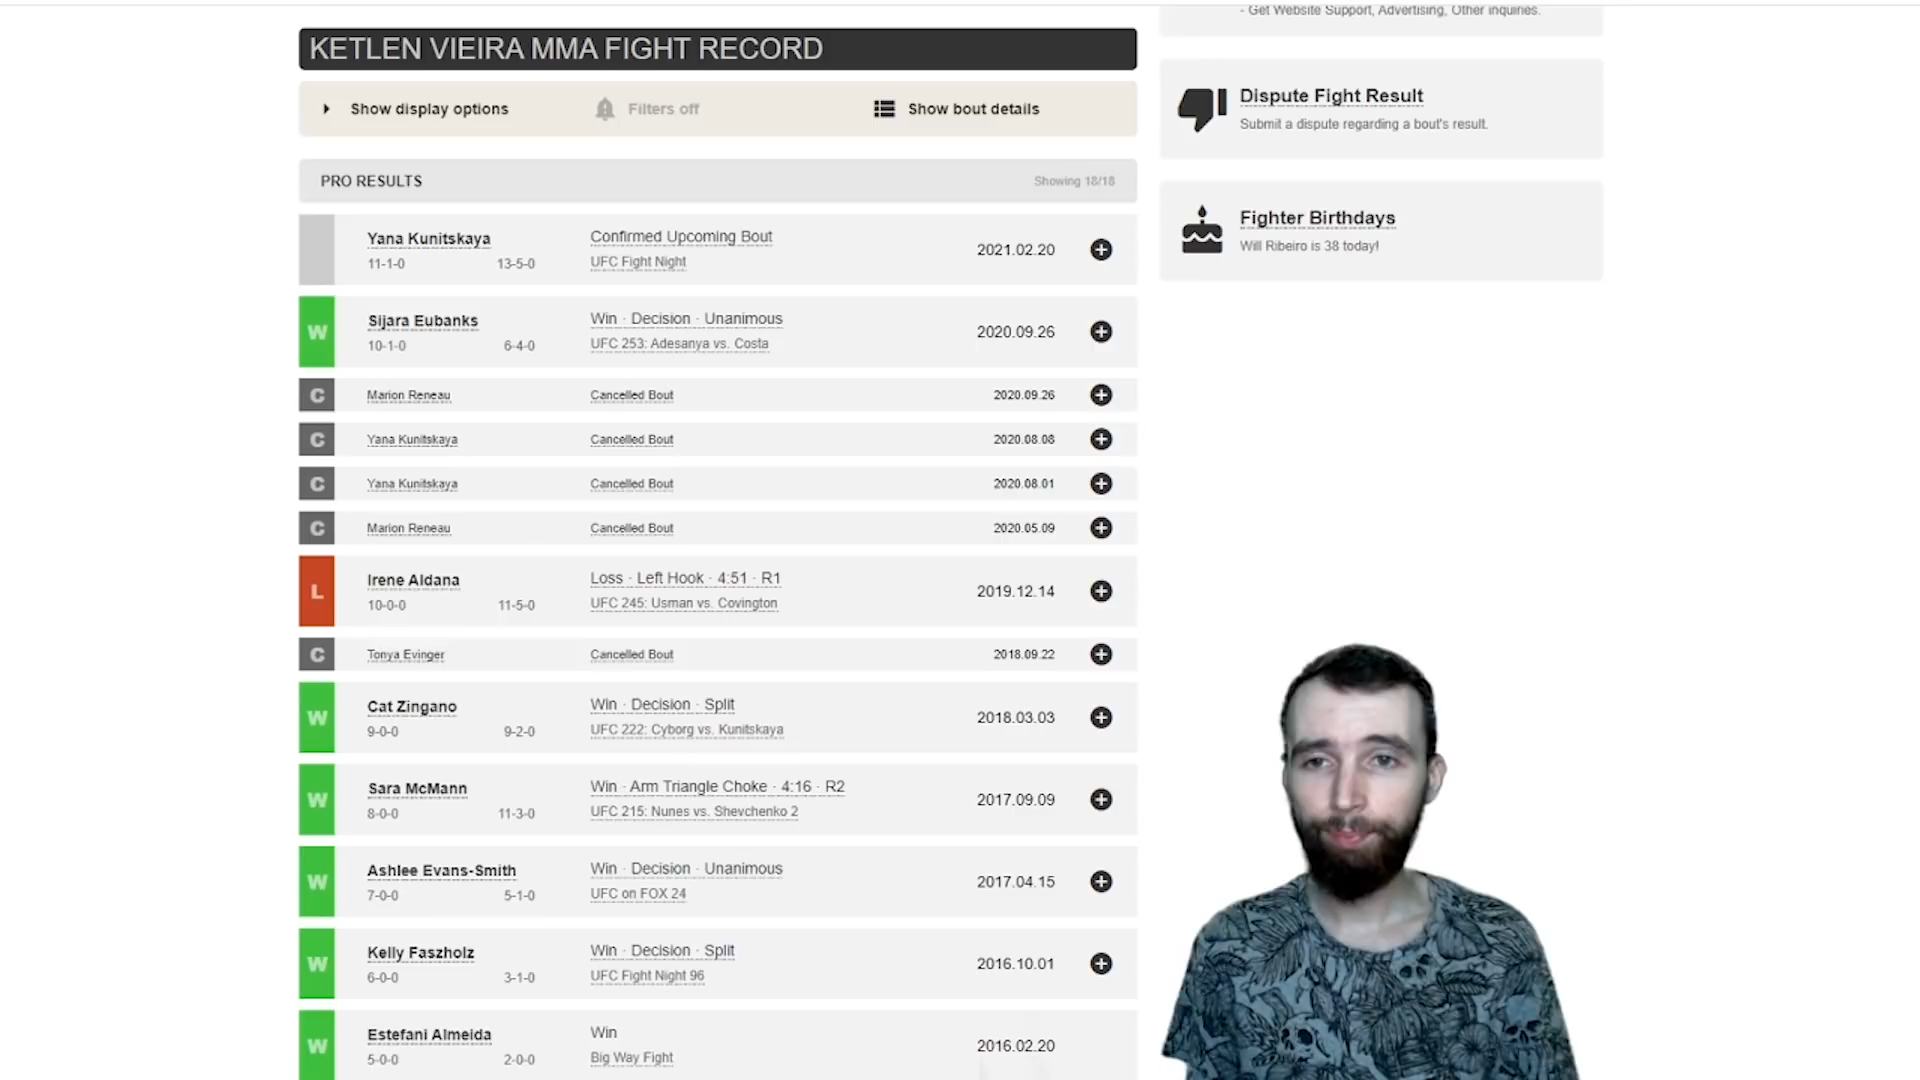 - Get Website Support, Advertising, Other inquiries.
KETLEN VIEIRA MMA FIGHT RECORD
Show display options
Filters off
Show bout details
Dispute Fight Result
Submit a dispute regarding a bout's result.
PRO RESULTS
Showing 18/18
Fighter Birthdays
Will Ribeiro is 38 today!
Yana Kunitskaya
11-1-0 13-5-0
Confirmed Upcoming Bout
UFC Fight Night
2021.02.20
W
Sijara Eubanks
10-1-0 6-4-0
Win · Decision · Unanimous
UFC 253: Adesanya vs. Costa
2020.09.26
C Marion Reneau Cancelled Bout 2020.09.26
C Yana Kunitskaya Cancelled Bout 2020.08.08
C Yana Kunitskaya Cancelled Bout 2020.08.01
C Marion Reneau Cancelled Bout 2020.05.09
L
Irene Aldana
10-0-0 11-5-0
Loss · Left Hook · 4:51 · R1
UFC 245: Usman vs. Covington
2019.12.14
C Tonya Evinger Cancelled Bout 2018.09.22
W
Cat Zingano
9-0-0 9-2-0
Win · Decision · Split
UFC 222: Cyborg vs. Kunitskaya
2018.03.03
W
Sara McMann
8-0-0 11-3-0
Win · Arm Triangle Choke · 4:16 · R2
UFC 215: Nunes vs. Shevchenko 2
2017.09.09
W
Ashlee Evans-Smith
7-0-0 5-1-0
Win · Decision · Unanimous
UFC on FOX 24
2017.04.15
W
Kelly Faszholz
6-0-0 3-1-0
Win · Decision · Split
UFC Fight Night 96
2016.10.01
W
Estefani Almeida
5-0-0 2-0-0
Win
Big Way Fight
2016.02.20